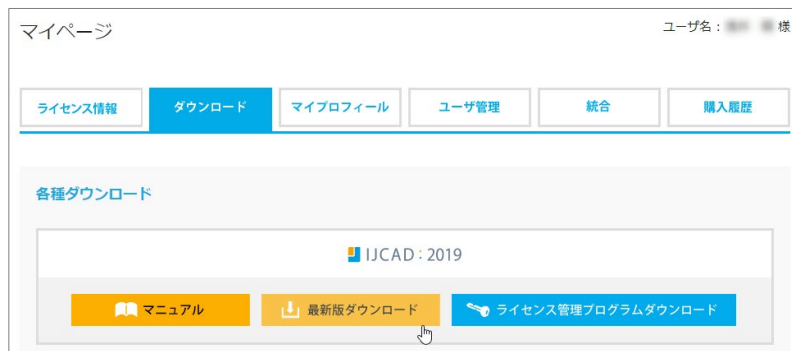 マイページ
ユーザ名： 様
ライセンス情報 ダウンロード マイプロフィール ユーザ管理 統合 購入履歴
各種ダウンロード
IJCAD：2019
マニュアル 最新版ダウンロード ライセンス管理プログラムダウンロード